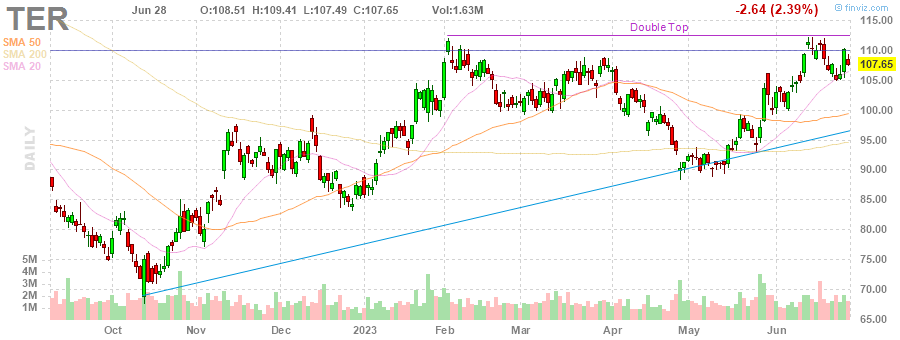 TER
Jun 28 O:108.51 H:109.41 L:107.49 C:107.65 Vol:1.63M -2.64 (2.39%)
© finviz.com
SMA 50
SMA 200
SMA 20
Double Top
DAILY
115.00
110.00
107.65
105.00
100.00
95.00
90.00
85.00
80.00
75.00
70.00
65.00
5M
4M
3M
2M
1M
Oct Nov Dec 2023 Feb Mar Apr May Jun